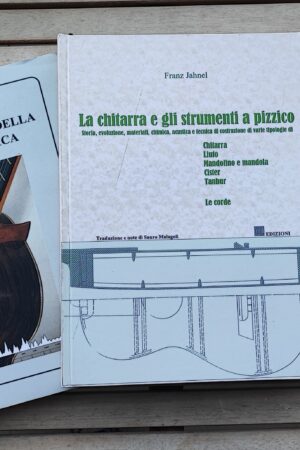 DELLA
CA
Franz Jahnel
La chitarra e gli strumenti a pizzico
Storia, evoluzione, materiali, chimica, acustica e tecnica di costruzione di varie tipologie di
Chitarra
Liuto
Mandolino e mandola
Cister
Tanbur
Le corde
Traduzione e note di Sauro Malagoli
EDIZIONI